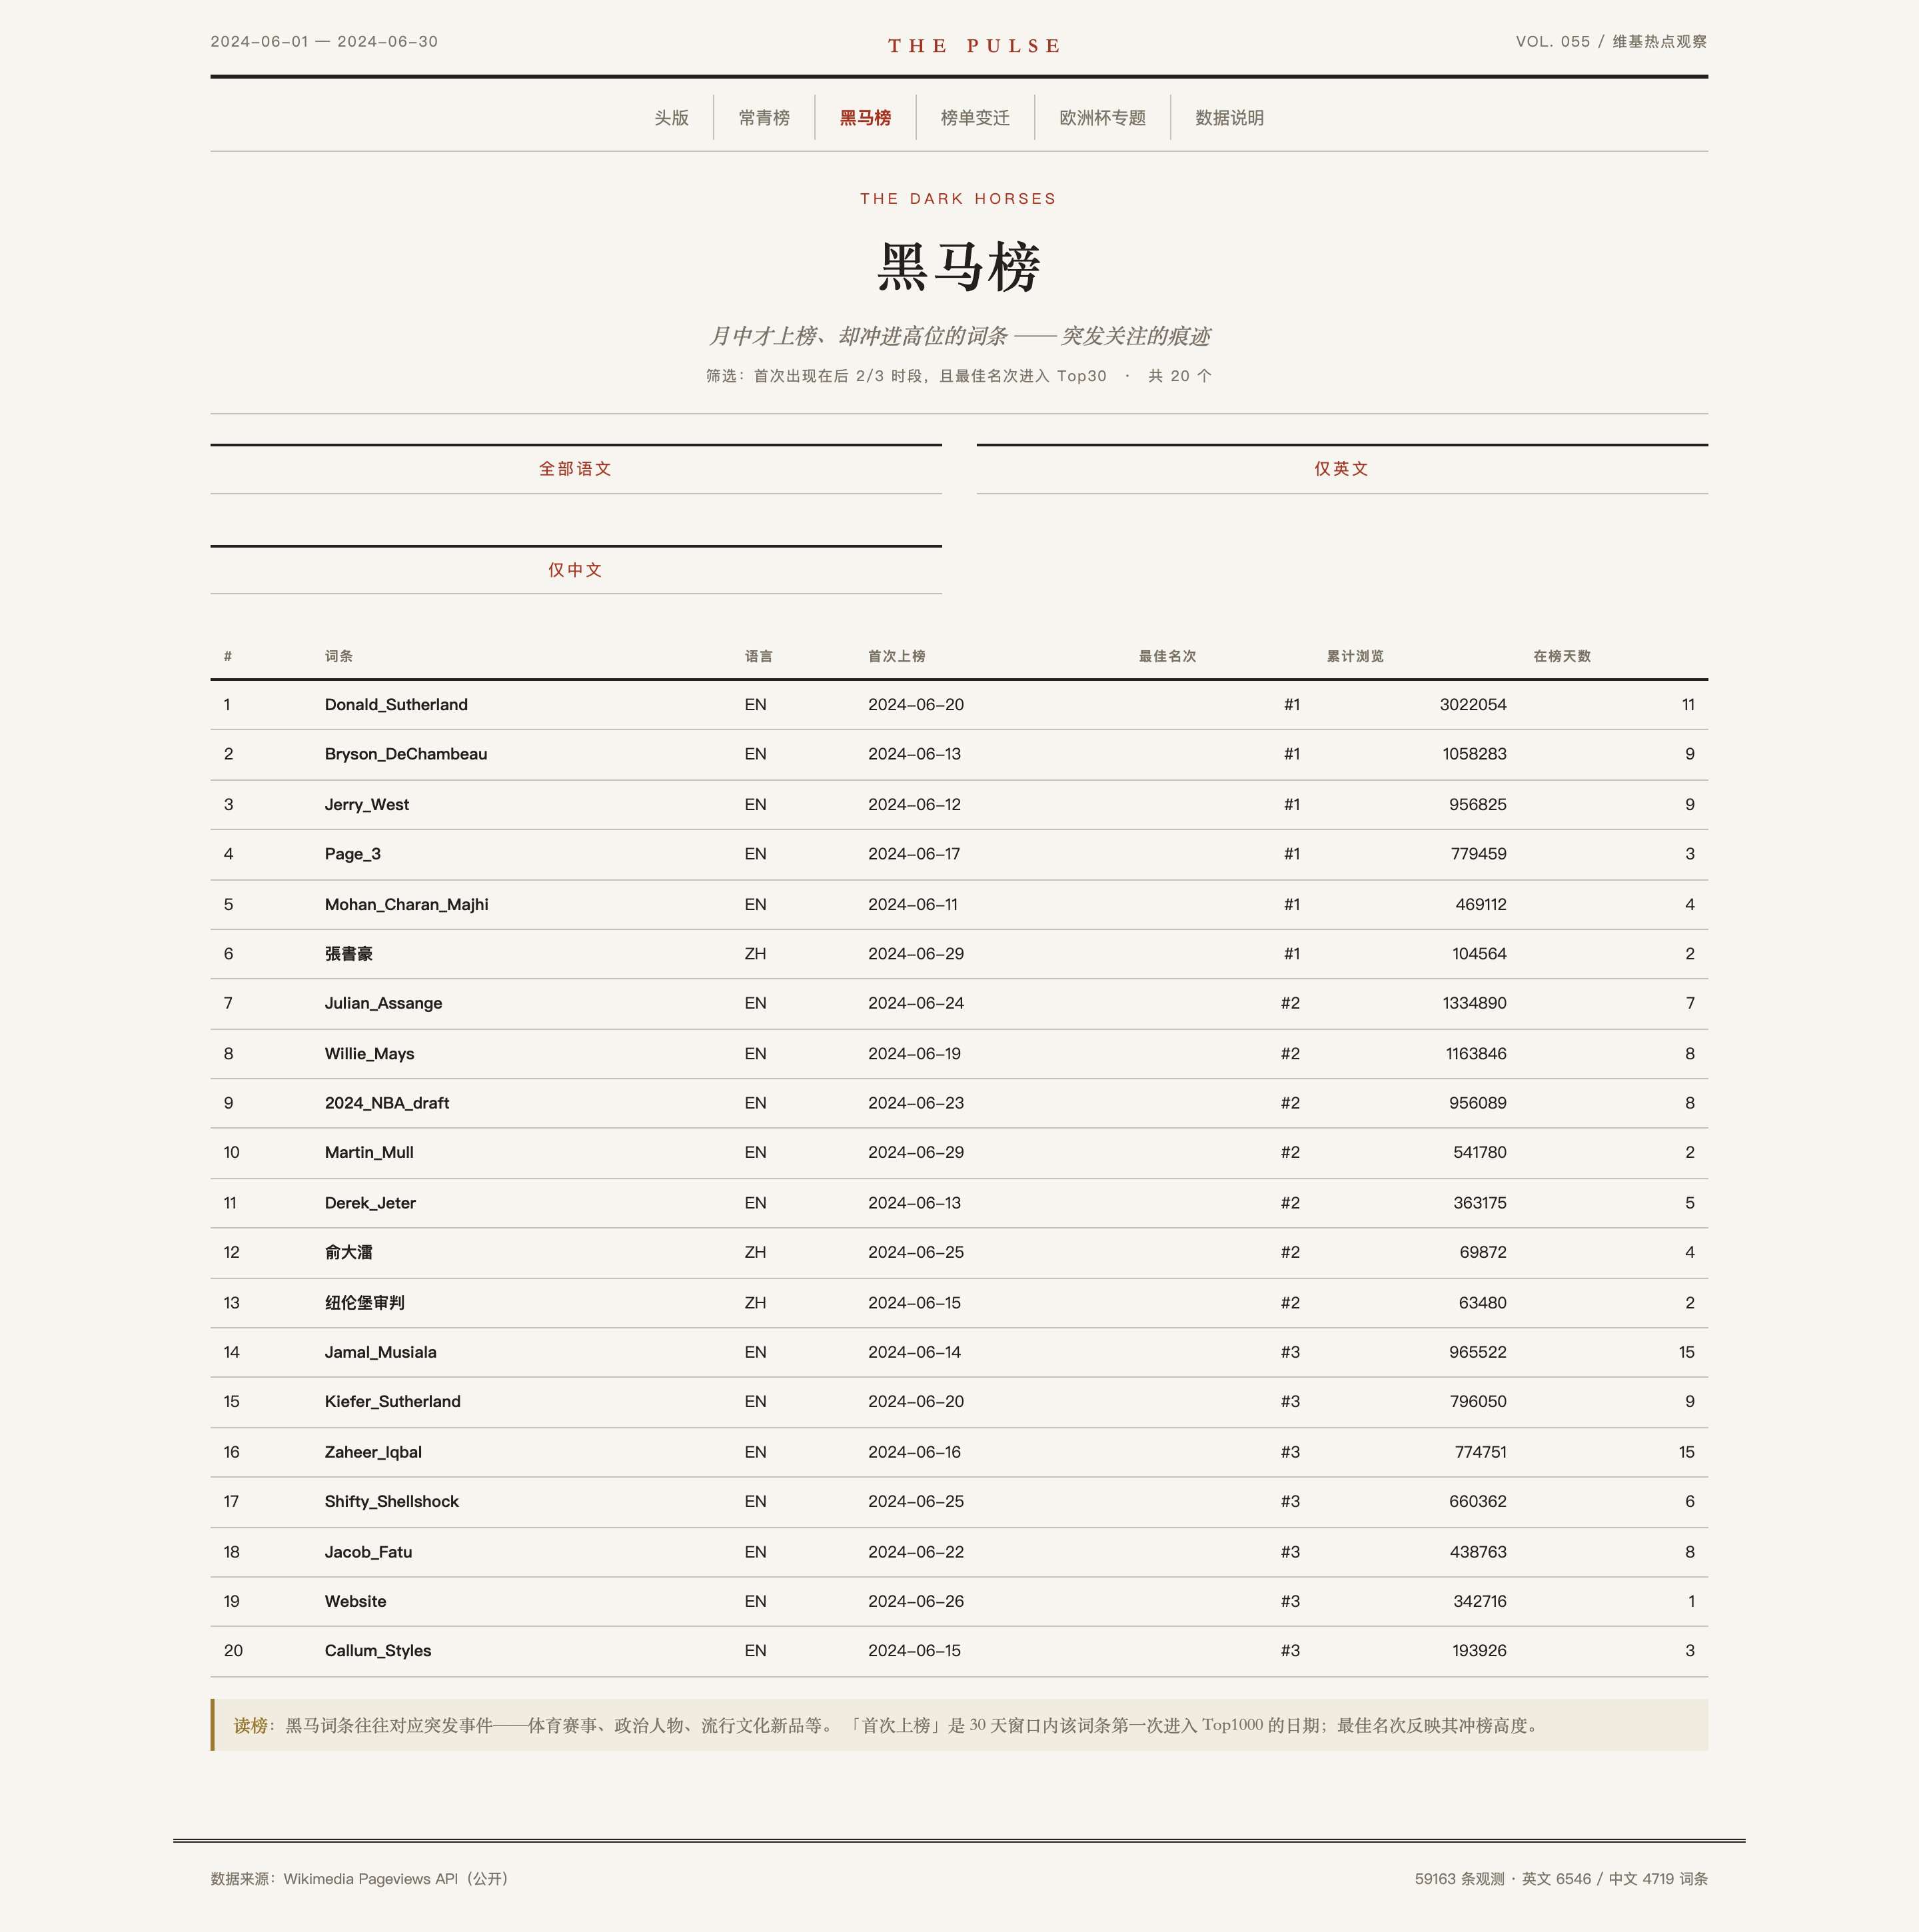 2024–06–01 — 2024–06–30
THE PULSE
VOL. 055 / 维基热点观察
头版
常青榜
黑马榜
榜单变迁
欧洲杯专题
数据说明
THE DARK HORSES
黑马榜
月中才上榜、却冲进高位的词条 —— 突发关注的痕迹
筛选：首次出现在后 2/3 时段，且最佳名次进入 Top30 · 共 20 个
全部语文
仅英文
仅中文
# 词条 语言 首次上榜 最佳名次 累计浏览 在榜天数
1 Donald_Sutherland EN 2024–06–20 #1 3022054 11
2 Bryson_DeChambeau EN 2024–06–13 #1 1058283 9
3 Jerry_West EN 2024–06–12 #1 956825 9
4 Page_3 EN 2024–06–17 #1 779459 3
5 Mohan_Charan_Majhi EN 2024–06–11 #1 469112 4
6 張書豪 ZH 2024–06–29 #1 104564 2
7 Julian_Assange EN 2024–06–24 #2 1334890 7
8 Willie_Mays EN 2024–06–19 #2 1163846 8
9 2024_NBA_draft EN 2024–06–23 #2 956089 8
10 Martin_Mull EN 2024–06–29 #2 541780 2
11 Derek_Jeter EN 2024–06–13 #2 363175 5
12 俞大㵢 ZH 2024–06–25 #2 69872 4
13 纽伦堡审判 ZH 2024–06–15 #2 63480 2
14 Jamal_Musiala EN 2024–06–14 #3 965522 15
15 Kiefer_Sutherland EN 2024–06–20 #3 796050 9
16 Zaheer_Iqbal EN 2024–06–16 #3 774751 15
17 Shifty_Shellshock EN 2024–06–25 #3 660362 6
18 Jacob_Fatu EN 2024–06–22 #3 438763 8
19 Website EN 2024–06–26 #3 342716 1
20 Callum_Styles EN 2024–06–15 #3 193926 3
读榜：黑马词条往往对应突发事件——体育赛事、政治人物、流行文化新品等。 「首次上榜」是 30 天窗口内该词条第一次进入 Top1000 的日期；最佳名次反映其冲榜高度。
数据来源：Wikimedia Pageviews API（公开）
59163 条观测 · 英文 6546 / 中文 4719 词条